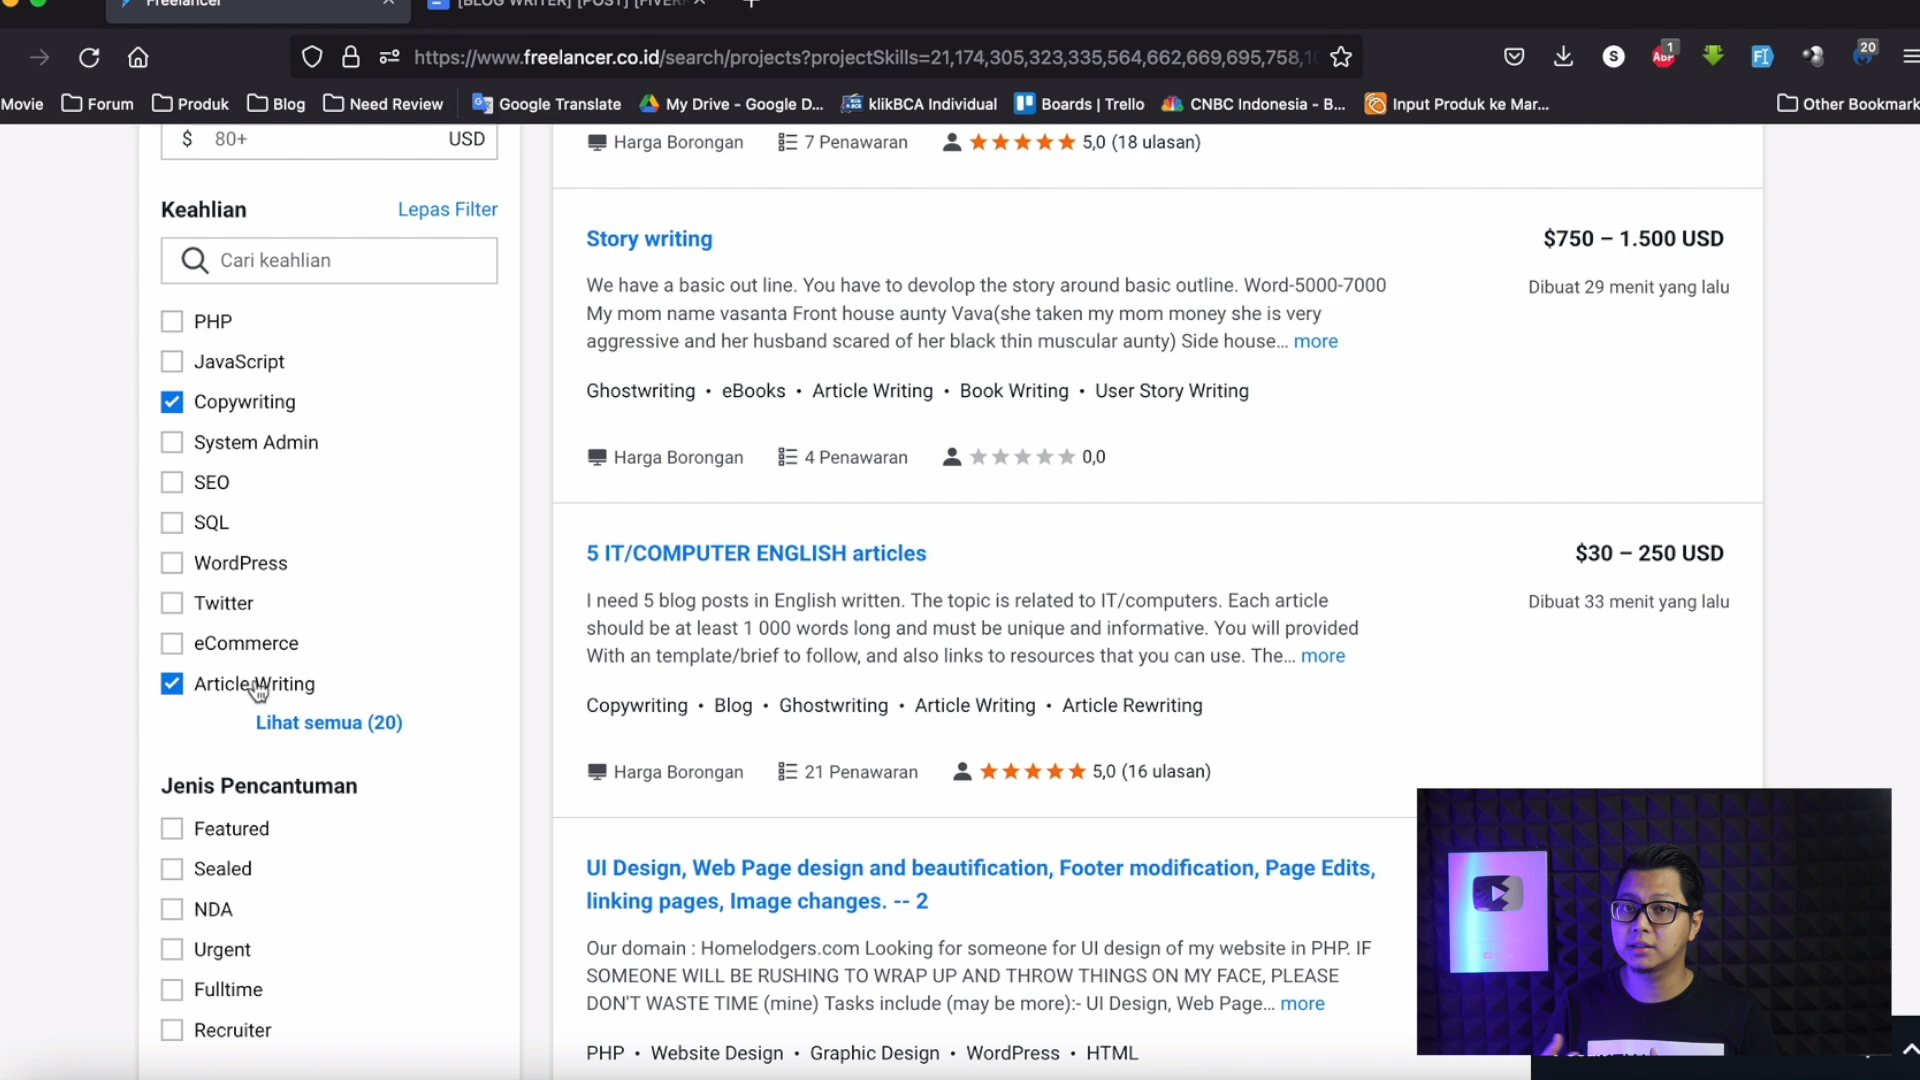 Freelancer
[BLOG WRITER] [POST] [FIVERR
https://www.freelancer.co.id/search/projects?projectSkills=21,174,305,323,335,564,662,669,695,758,10
S
ABP
1
20
Movie
Forum
Produk
Blog
Need Review
Google Translate
My Drive - Google D...
klikBCA Individual
Boards | Trello
CNBC Indonesia - B...
Input Produk ke Mar...
Other Bookmark
$ 80+ USD
Keahlian
Lepas Filter
Cari keahlian
PHP
JavaScript
Copywriting
System Admin
SEO
SQL
WordPress
Twitter
eCommerce
Article Writing
Lihat semua (20)
Jenis Pencantuman
Featured
Sealed
NDA
Urgent
Fulltime
Recruiter
Harga Borongan
7 Penawaran
5,0 (18 ulasan)
Story writing
$750 – 1.500 USD
Dibuat 29 menit yang lalu
We have a basic out line. You have to devolop the story around basic outline. Word-5000-7000
My mom name vasanta Front house aunty Vava(she taken my mom money she is very
aggressive and her husband scared of her black thin muscular aunty) Side house... more
Ghostwriting • eBooks • Article Writing • Book Writing • User Story Writing
Harga Borongan
4 Penawaran
0,0
5 IT/COMPUTER ENGLISH articles
$30 – 250 USD
Dibuat 33 menit yang lalu
I need 5 blog posts in English written. The topic is related to IT/computers. Each article
should be at least 1 000 words long and must be unique and informative. You will provided
With an template/brief to follow, and also links to resources that you can use. The... more
Copywriting • Blog • Ghostwriting • Article Writing • Article Rewriting
Harga Borongan
21 Penawaran
5,0 (16 ulasan)
UI Design, Web Page design and beautification, Footer modification, Page Edits,
linking pages, Image changes. -- 2
Our domain : Homelodgers.com Looking for someone for UI design of my website in PHP. IF
SOMEONE WILL BE RUSHING TO WRAP UP AND THROW THINGS ON MY FACE, PLEASE
DON'T WASTE TIME (mine) Tasks include (may be more):- UI Design, Web Page... more
PHP • Website Design • Graphic Design • WordPress • HTML